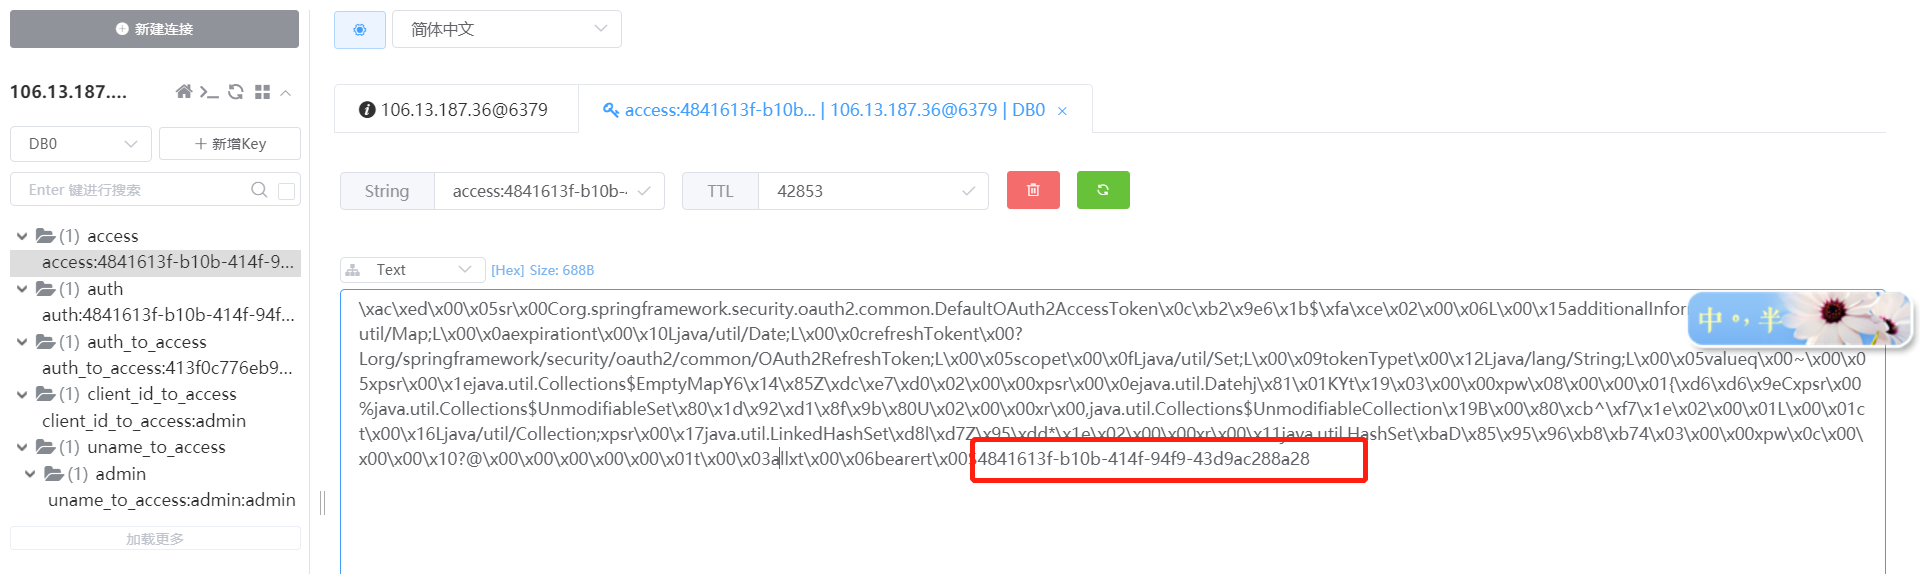 新建连接
简体中文
106.13.187....
106.13.187.36@6379
access:4841613f-b10b... | 106.13.187.36@6379 | DB0
DB0
新增Key
Enter 键进行搜索
String
access:4841613f-b10b-
TTL
42853
(1) access
access:4841613f-b10b-414f-9...
(1) auth
auth:4841613f-b10b-414f-94f...
(1) auth_to_access
auth_to_access:413f0c776eb9...
(1) client_id_to_access
client_id_to_access:admin
(1) uname_to_access
(1) admin
uname_to_access:admin:admin
加载更多
Text
[Hex] Size: 688B
\xac\xed\x00\x05sr\x00Corg.springframework.security.oauth2.common.DefaultOAuth2AccessToken\x0c\xb2\x9e6\x1b$\xfa\xce\x02\x00\x06L\x00\x15additionalInfor
util/Map;L\x00\x0aexpirationt\x00\x10Ljava/util/Date;L\x00\x0crefreshTokent\x00?
Lorg/springframework/security/oauth2/common/OAuth2RefreshToken;L\x00\x05scopet\x00\x0fLjava/util/Set;L\x00\x09tokenTypet\x00\x12Ljava/lang/String;L\x00\x05valueq\x00~\x00\x0
5xpsr\x00\x1ejava.util.Collections$EmptyMapY6\x14\x85Z\xdc\xe7\xd0\x02\x00\x00xpsr\x00\x0ejava.util.Datehj\x81\x01KYt\x19\x03\x00\x00xpw\x08\x00\x00\x01{\xd6\xd6\x9eCxpsr\x00
%java.util.Collections$UnmodifiableSet\x80\x1d\x92\xd1\x8f\x9b\x80U\x02\x00\x00xr\x00,java.util.Collections$UnmodifiableCollection\x19B\x00\x80\xcb^\xf7\x1e\x02\x00\x01L\x00\x01c
t\x00\x16Ljava/util/Collection;xpsr\x00\x17java.util.LinkedHashSet\xd8l\xd7Z\x95\xdd*\x1e\x02\x00\x00xr\x00\x11java.util.HashSet\xbaD\x85\x95\x96\xb8\xb74\x03\x00\x00xpw\x0c\x00\
\x00\x00\x10?@\x00\x00\x00\x00\x00\x01t\x00\x03allxt\x00\x06bearert\x00$4841613f-b10b-414f-94f9-43d9ac288a28
中 °, 半